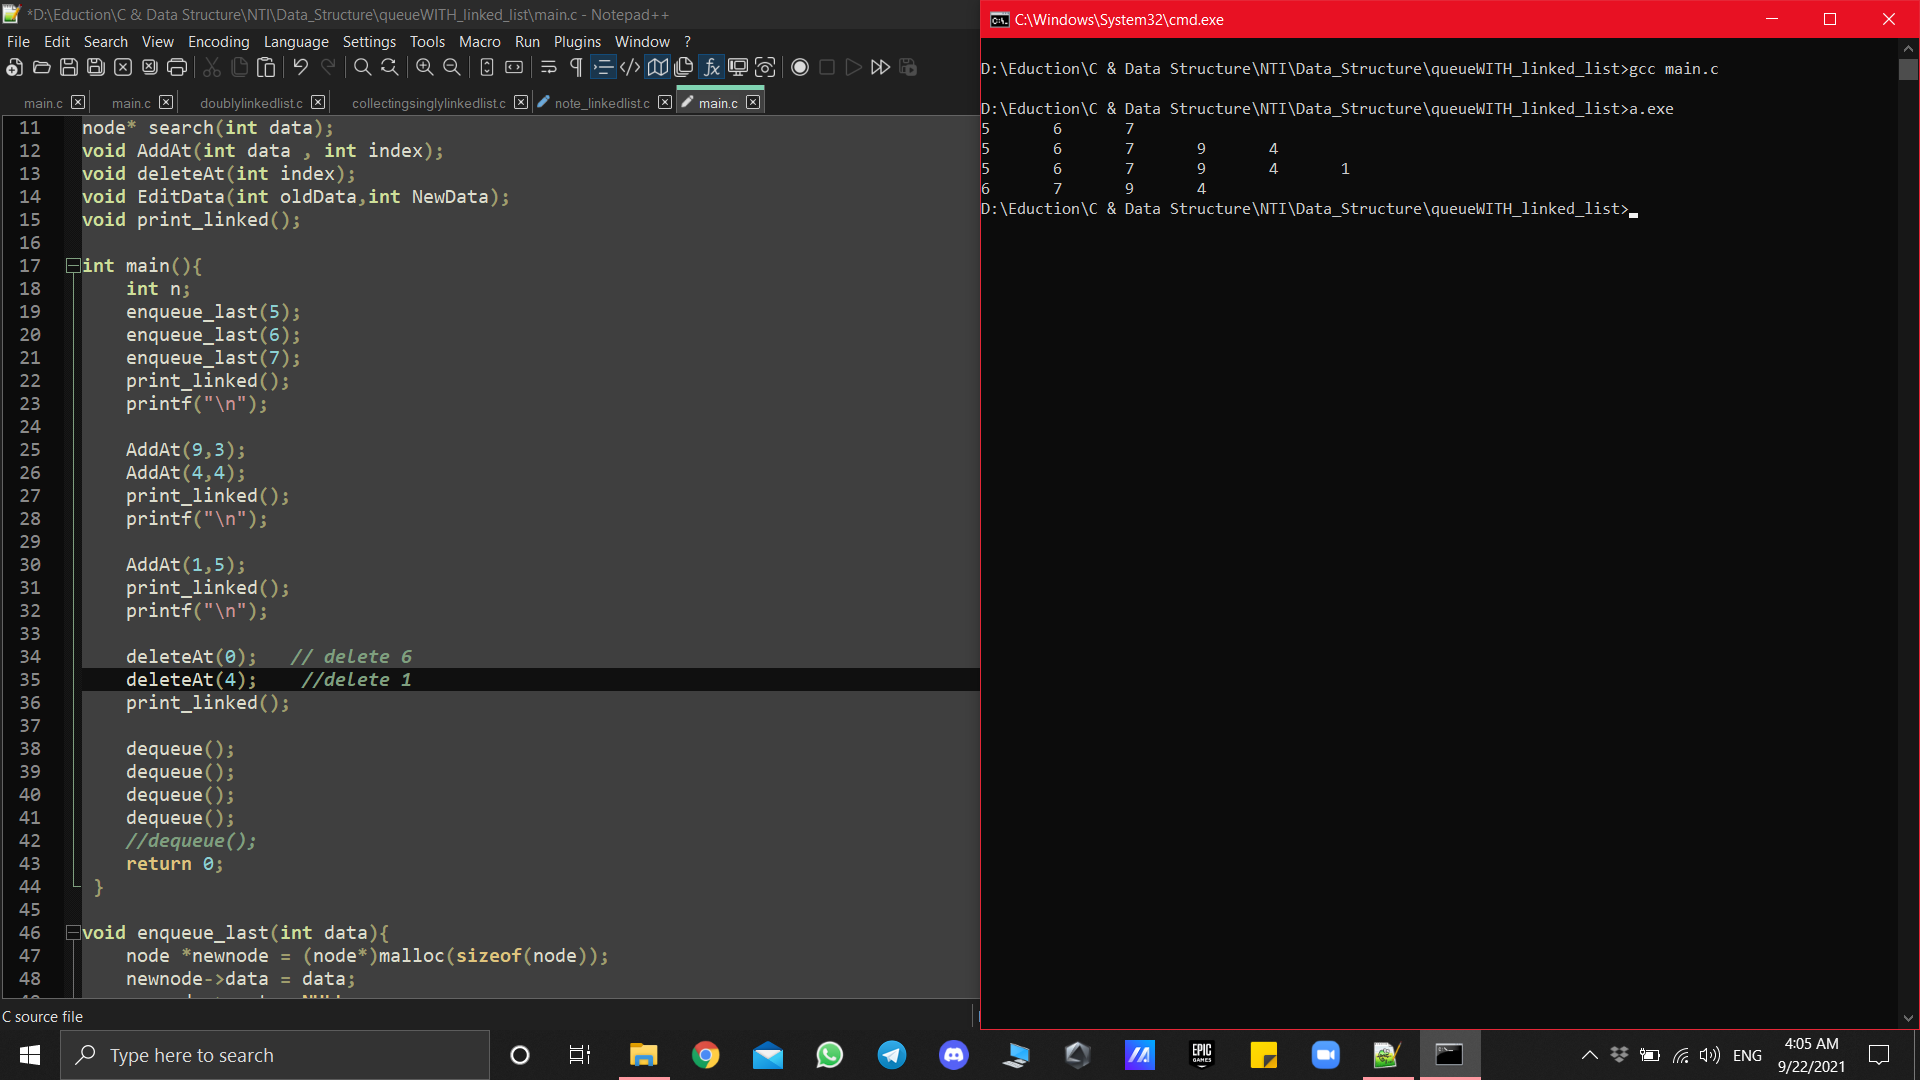 *D:\Eduction\C & Data Structure\NTI\Data_Structure\queueWITH_linked_list\main.c - Notepad++
File Edit Search View Encoding Language Settings Tools Macro Run Plugins Window ?
main.c main.c doublylinkedlist.c collectingsinglylinkedlist.c note_linkedlist.c main.c
11 node* search(int data);
12 void AddAt(int data , int index);
13 void deleteAt(int index);
14 void EditData(int oldData,int NewData);
15 void print_linked();
16
17 int main(){
18 int n;
19 enqueue_last(5);
20 enqueue_last(6);
21 enqueue_last(7);
22 print_linked();
23 printf("\n");
24
25 AddAt(9,3);
26 AddAt(4,4);
27 print_linked();
28 printf("\n");
29
30 AddAt(1,5);
31 print_linked();
32 printf("\n");
33
34 deleteAt(0); // delete 6
35 deleteAt(4); //delete 1
36 print_linked();
37
38 dequeue();
39 dequeue();
40 dequeue();
41 dequeue();
42 //dequeue();
43 return 0;
44 }
45
46 void enqueue_last(int data){
47 node *newnode = (node*)malloc(sizeof(node));
48 newnode->data = data;
C source file
C:\Windows\System32\cmd.exe
D:\Eduction\C & Data Structure\NTI\Data_Structure\queueWITH_linked_list>gcc main.c
D:\Eduction\C & Data Structure\NTI\Data_Structure\queueWITH_linked_list>a.exe
5 6 7
5 6 7 9 4
5 6 7 9 4 1
6 7 9 4
D:\Eduction\C & Data Structure\NTI\Data_Structure\queueWITH_linked_list>
Type here to search
EPIC GAMES
ENG
4:05 AM
9/22/2021